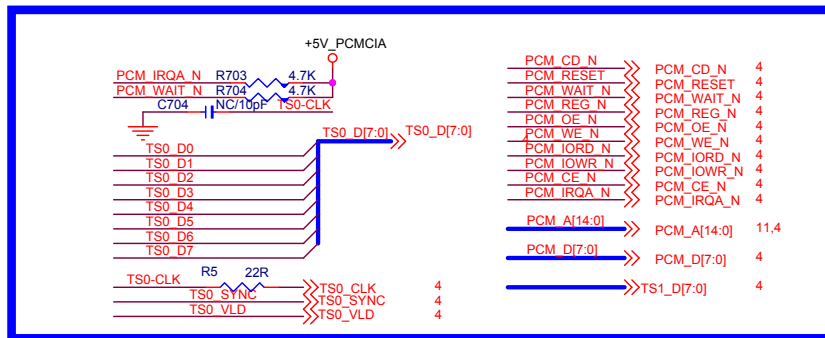 +5V_PCMCIA
PCM_IRQA_N R703 4.7K
PCM_WAIT_N R704 4.7K
C704 NC/10pF TS0-CLK
TS0_D[7:0] TS0_D[7:0]
TS0_D0
TS0_D1
TS0_D2
TS0_D3
TS0_D4
TS0_D5
TS0_D6
TS0_D7
TS0-CLK R5 22R TS0_CLK 4
TS0_SYNC TS0_SYNC 4
TS0_VLD TS0_VLD 4
PCM_CD_N PCM_CD_N 4
PCM_RESET PCM_RESET 4
PCM_WAIT_N PCM_WAIT_N 4
PCM_REG_N PCM_REG_N 4
PCM_OE_N PCM_OE_N 4
4 PCM_WE_N PCM_WE_N 4
PCM_IORD_N PCM_IORD_N 4
PCM_IOWR_N PCM_IOWR_N 4
PCM_CE_N PCM_CE_N 4
PCM_IRQA_N PCM_IRQA_N 4
PCM_A[14:0] PCM_A[14:0] 11,4
PCM_D[7:0] PCM_D[7:0] 4
TS1_D[7:0] 4